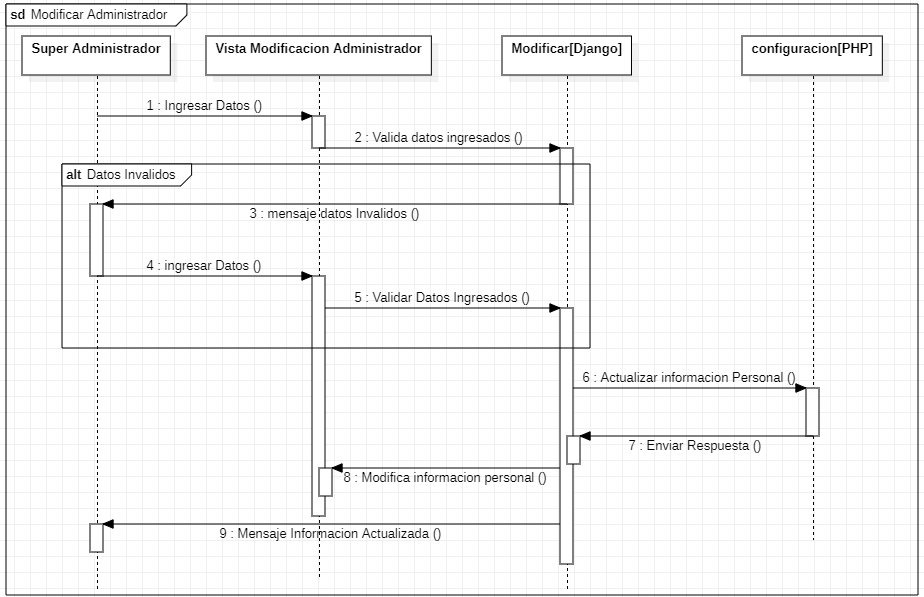 sd Modificar Administrador
Super Administrador
Vista Modificacion Administrador
Modificar[Django]
configuracion[PHP]
1 : Ingresar Datos ()
2 : Valida datos ingresados ()
alt Datos Invalidos
3 : mensaje datos Invalidos ()
4 : ingresar Datos ()
5 : Validar Datos Ingresados ()
6 : Actualizar informacion Personal ()
7 : Enviar Respuesta ()
8 : Modifica informacion personal ()
9 : Mensaje Informacion Actualizada ()